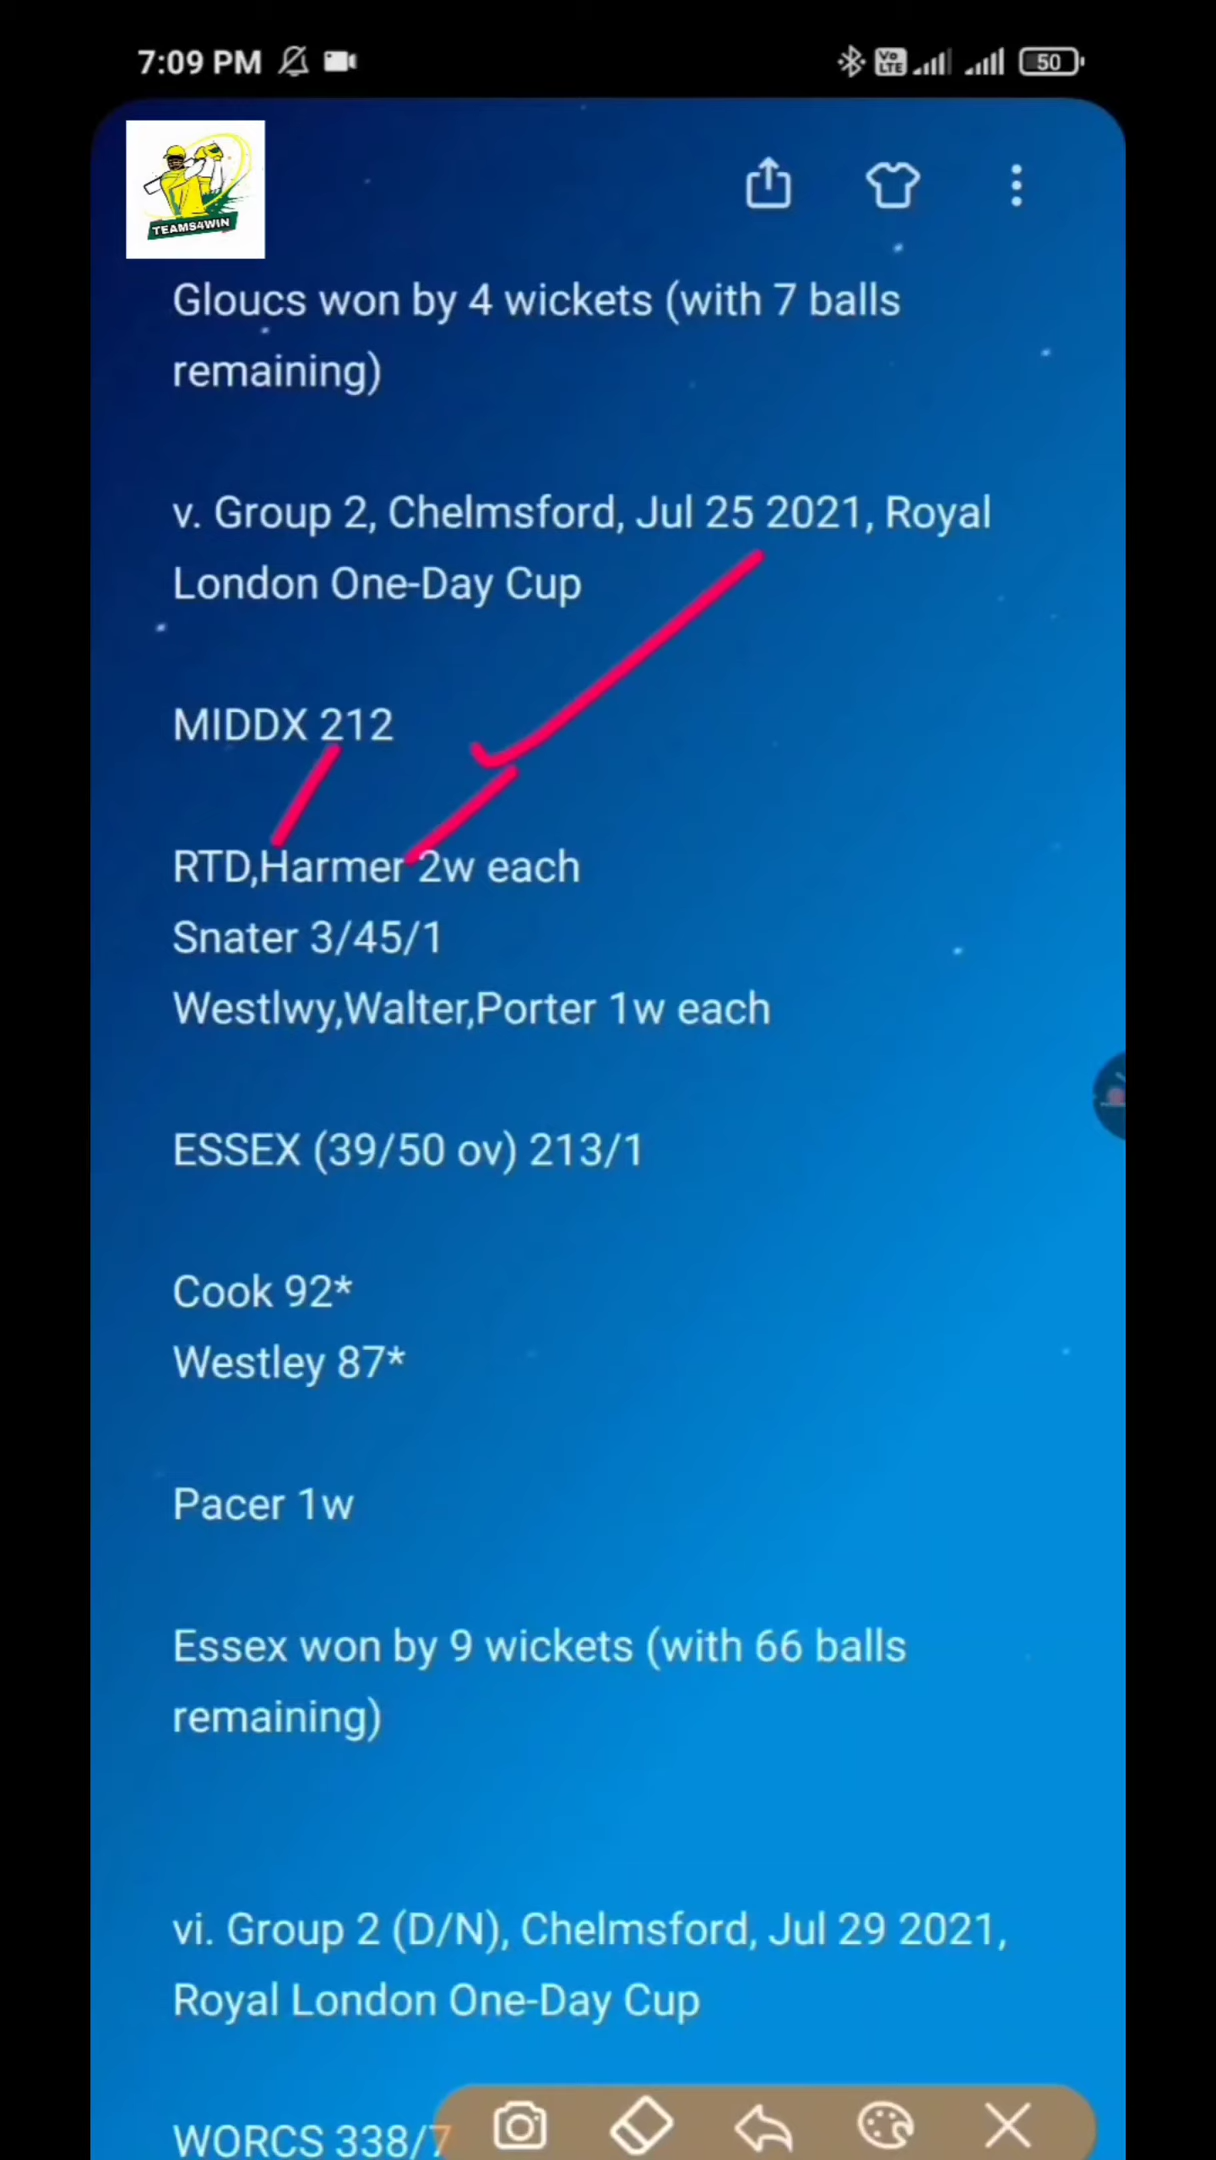 7:09 PM
Vo LTE
50
TEAMS4WIN
Gloucs won by 4 wickets (with 7 balls
remaining)
v. Group 2, Chelmsford, Jul 25 2021, Royal
London One-Day Cup
MIDDX 212
RTD,Harmer 2w each
Snater 3/45/1
Westlwy,Walter,Porter 1w each
ESSEX (39/50 ov) 213/1
Cook 92*
Westley 87*
Pacer 1w
Essex won by 9 wickets (with 66 balls
remaining)
vi. Group 2 (D/N), Chelmsford, Jul 29 2021,
Royal London One-Day Cup
WORCS 338/7